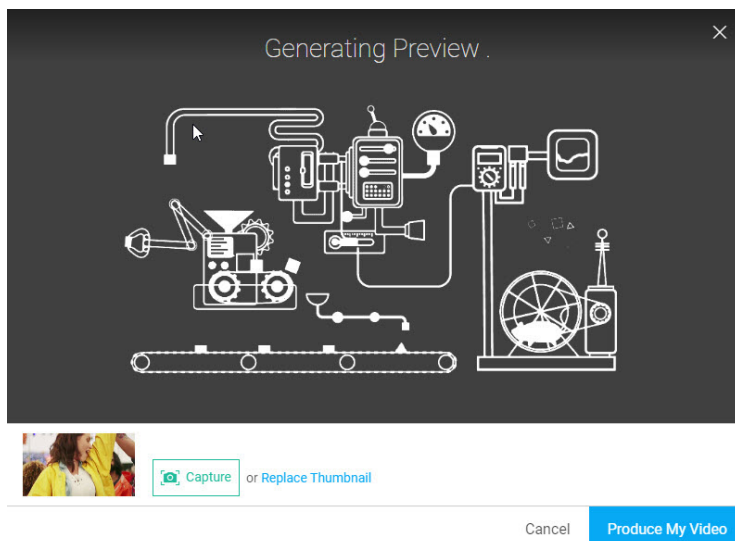 Generating Preview .
Capture or Replace Thumbnail
Cancel Produce My Video